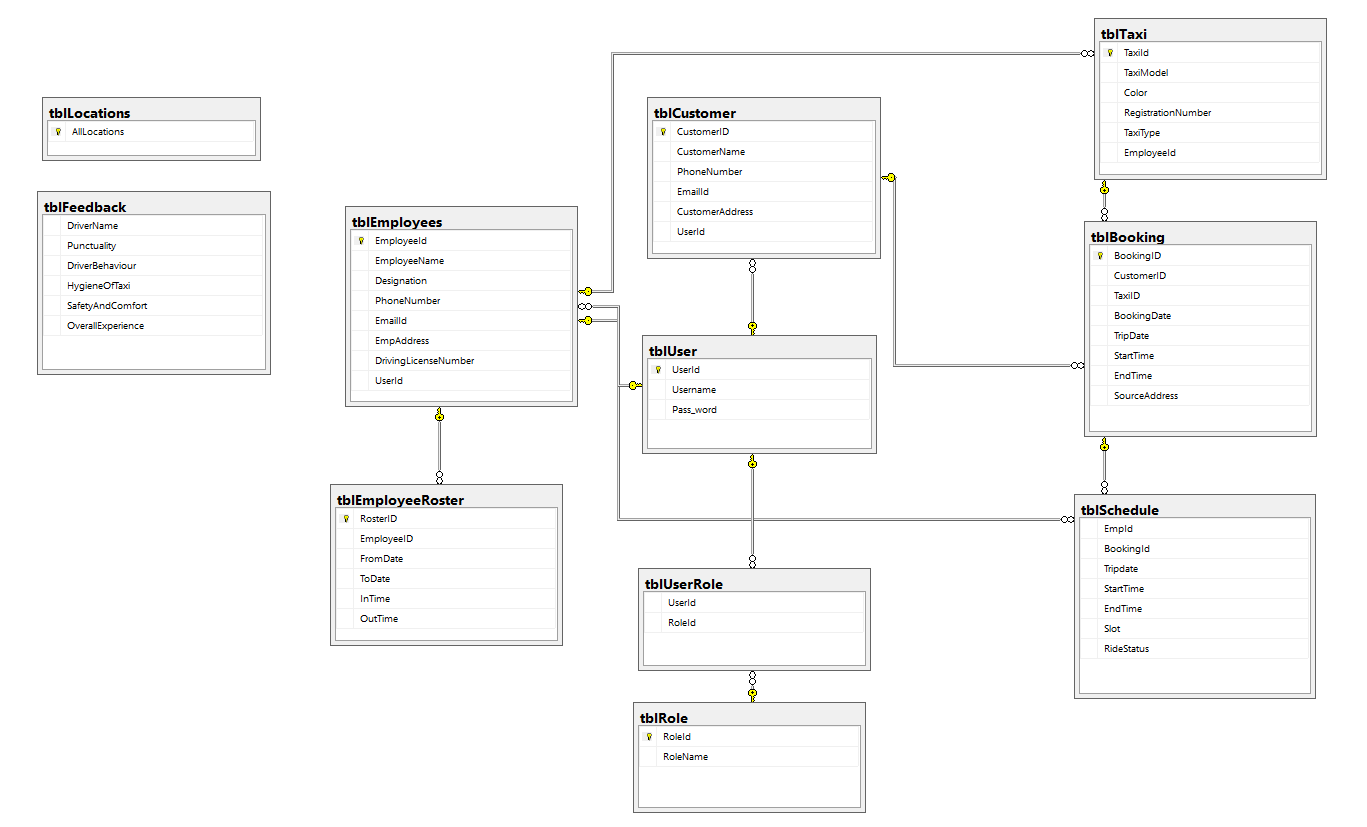 tblLocations
AllLocations
tblFeedback
DriverName
Punctuality
DriverBehaviour
HygieneOfTaxi
SafetyAndComfort
OverallExperience
tblEmployees
EmployeeId
EmployeeName
Designation
PhoneNumber
EmailId
EmpAddress
DrivingLicenseNumber
UserId
tblEmployeeRoster
RosterID
EmployeeID
FromDate
ToDate
InTime
OutTime
tblCustomer
CustomerID
CustomerName
PhoneNumber
EmailId
CustomerAddress
UserId
tblUser
UserId
Username
Pass_word
tblUserRole
UserId
RoleId
tblRole
RoleId
RoleName
tblTaxi
TaxiId
TaxiModel
Color
RegistrationNumber
TaxiType
EmployeeId
tblBooking
BookingID
CustomerID
TaxiID
BookingDate
TripDate
StartTime
EndTime
SourceAddress
tblSchedule
EmpId
BookingId
Tripdate
StartTime
EndTime
Slot
RideStatus